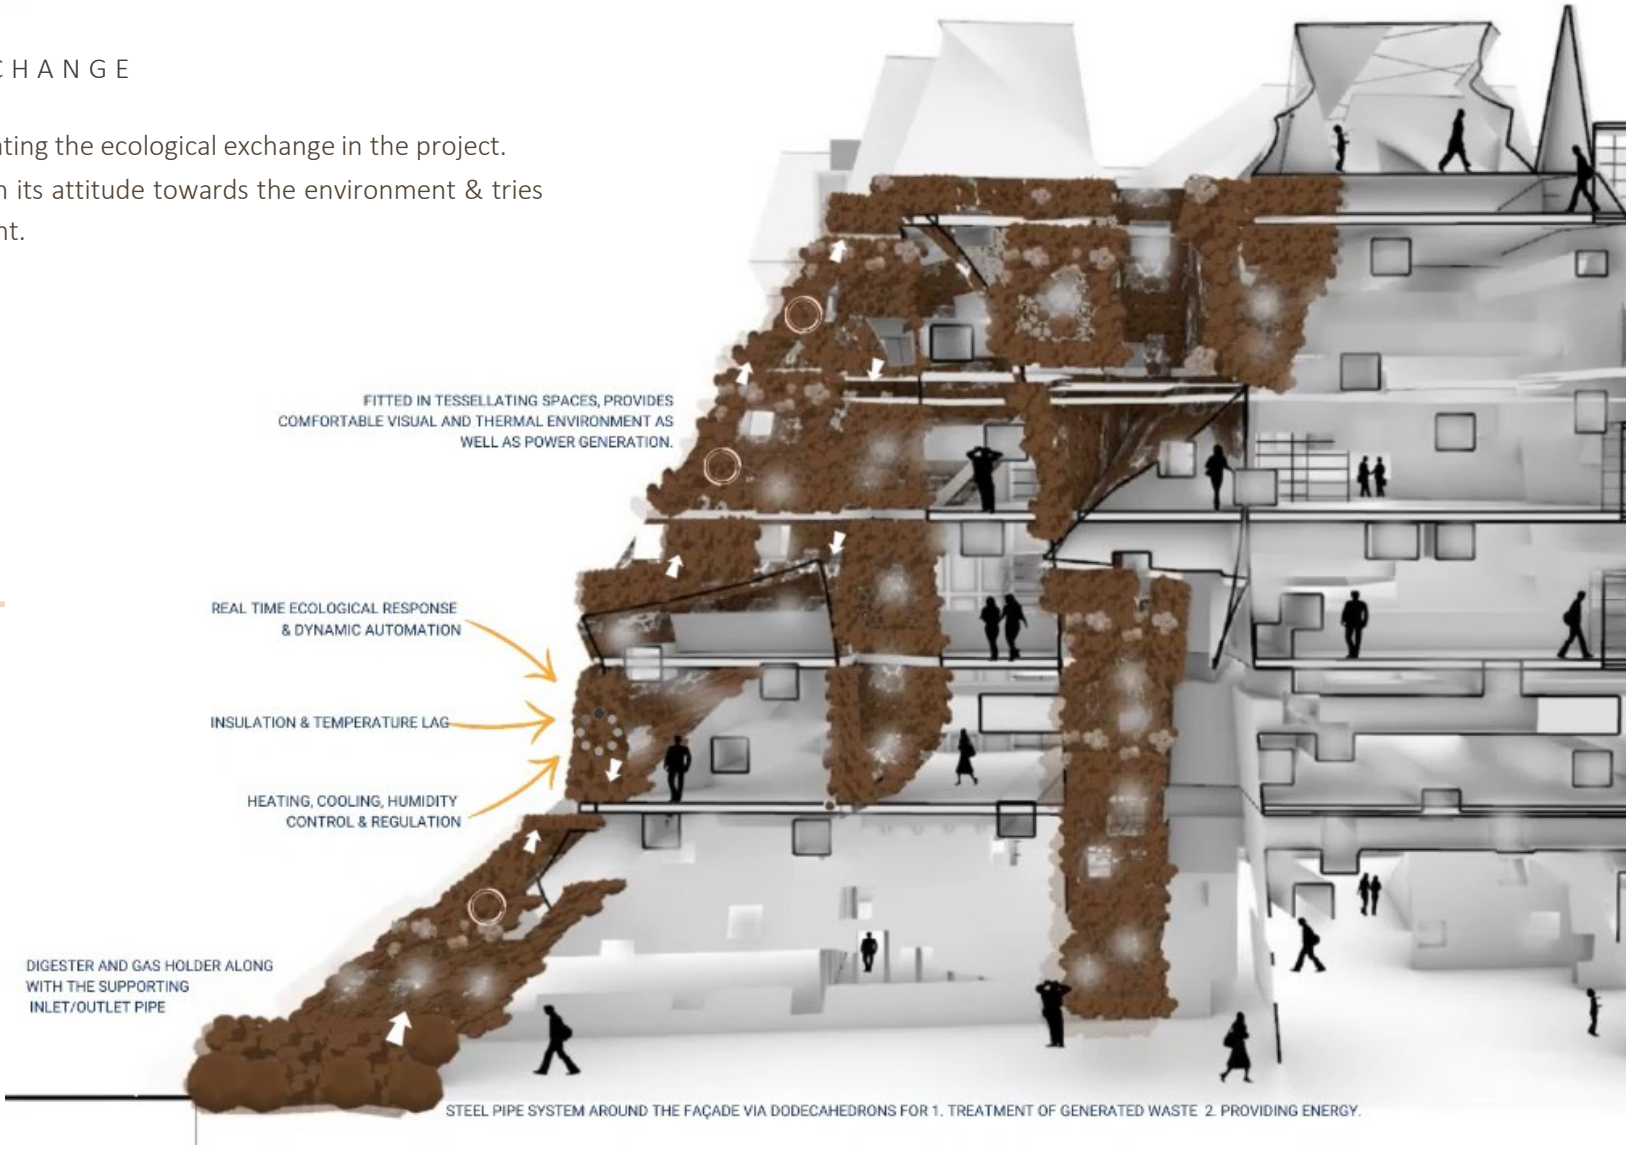 CHANGE
ating the ecological exchange in the project.
n its attitude towards the environment & tries
nt.
FITTED IN TESSELLATING SPACES, PROVIDES
COMFORTABLE VISUAL AND THERMAL ENVIRONMENT AS
WELL AS POWER GENERATION.
REAL TIME ECOLOGICAL RESPONSE
& DYNAMIC AUTOMATION
INSULATION & TEMPERATURE LAG
HEATING, COOLING, HUMIDITY
CONTROL & REGULATION
DIGESTER AND GAS HOLDER ALONG
WITH THE SUPPORTING
INLET/OUTLET PIPE
STEEL PIPE SYSTEM AROUND THE FAÇADE VIA DODECAHEDRONS FOR 1. TREATMENT OF GENERATED WASTE 2. PROVIDING ENERGY.